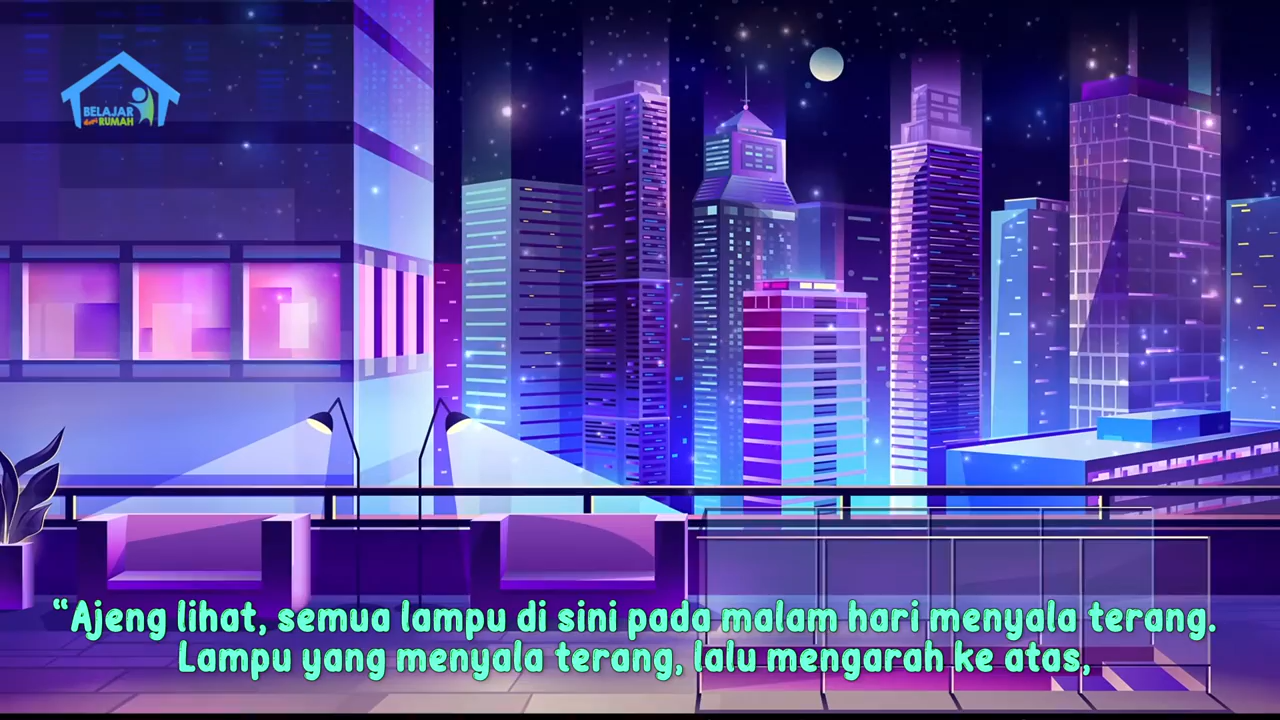 BELAJAR
dari RUMAH
“Ajeng lihat, semua lampu di sini pada malam hari menyala terang.
Lampu yang menyala terang, lalu mengarah ke atas,